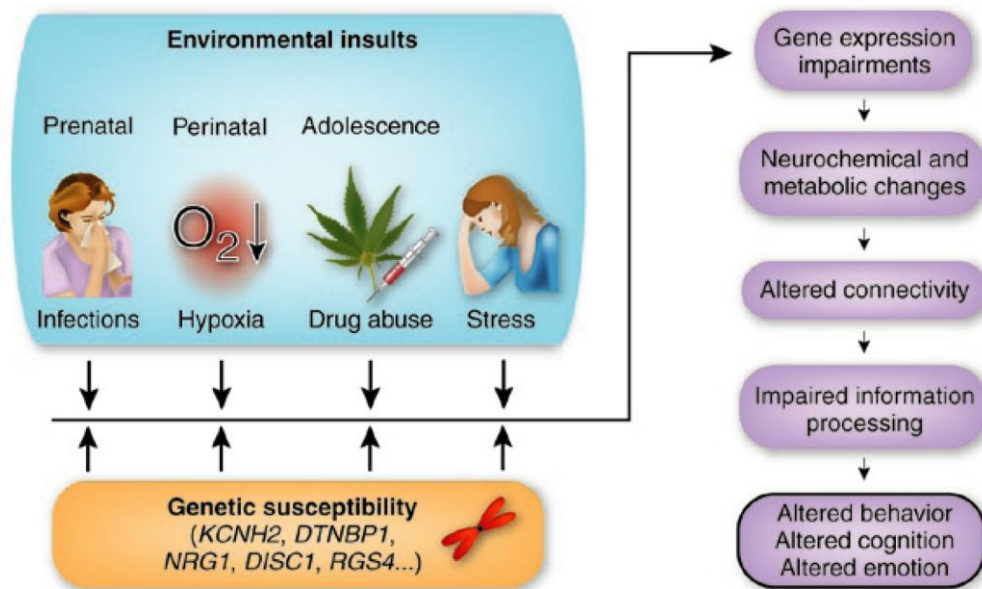 Environmental insults
Prenatal Perinatal Adolescence
O2
Infections Hypoxia Drug abuse Stress
Genetic susceptibility
(KCNH2, DTNBP1,
NRG1, DISC1, RGS4...)
Gene expression
impairments
Neurochemical and
metabolic changes
Altered connectivity
Impaired information
processing
Altered behavior
Altered cognition
Altered emotion